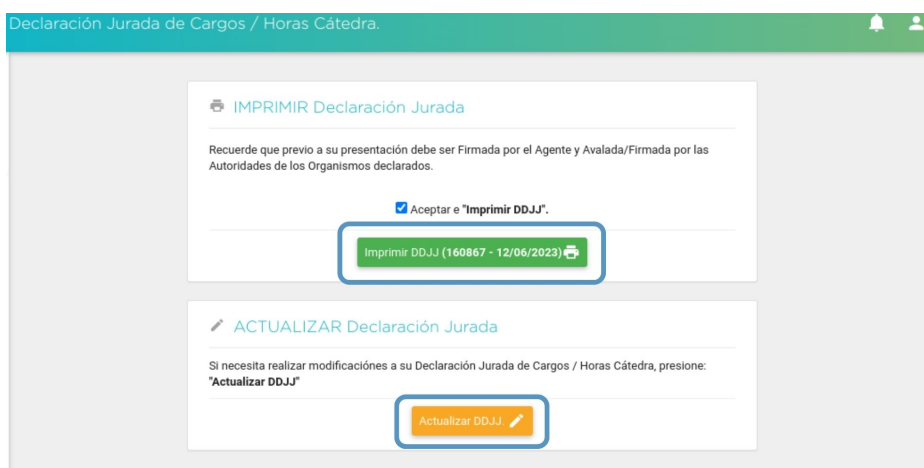 Declaración Jurada de Cargos / Horas Cátedra.
IMPRIMIR Declaración Jurada
Recuerde que previo a su presentación debe ser Firmada por el Agente y Avalada/Firmada por las
Autoridades de los Organismos declarados.
Aceptar e "Imprimir DDJJ".
Imprimir DDJJ (160867 - 12/06/2023)
ACTUALIZAR Declaración Jurada
Si necesita realizar modificaciónes a su Declaración Jurada de Cargos / Horas Cátedra, presione:
"Actualizar DDJJ"
Actualizar DDJJ.